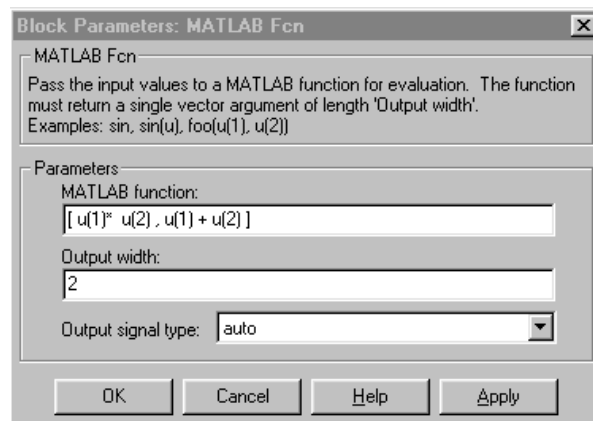 Block Parameters: MATLAB Fcn
MATLAB Fcn
Pass the input values to a MATLAB function for evaluation. The function
must return a single vector argument of length 'Output width'.
Examples: sin, sin(u), foo(u(1), u(2))
Parameters
MATLAB function:
[ u(1)* u(2) , u(1) + u(2) ]
Output width:
2
Output signal type: auto
OK Cancel Help Apply